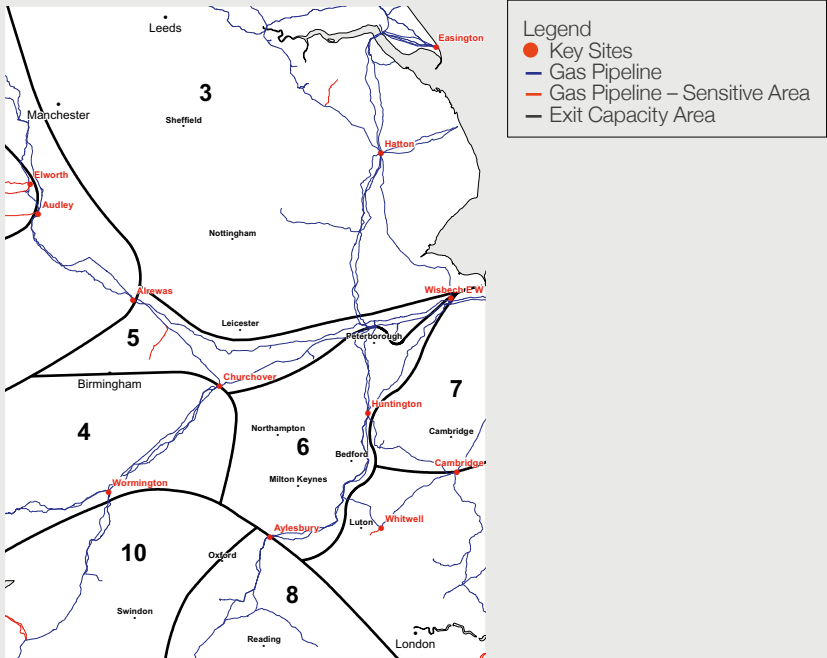 Leeds
Easington
Legend
Key Sites
Gas Pipeline
Gas Pipeline – Sensitive Area
Exit Capacity Area
3
Manchester
Sheffield
Hatton
Elworth
Audley
Nottingham
Alrewas
Wisbech E W
Leicester
5
Peterborough
Birmingham
Churchover
7
Huntington
4
Northampton
6
Cambridge
Bedford
Cambridge
Milton Keynes
Wormington
Luton
Whitwell
Aylesbury
10
Oxford
8
Swindon
Reading
London